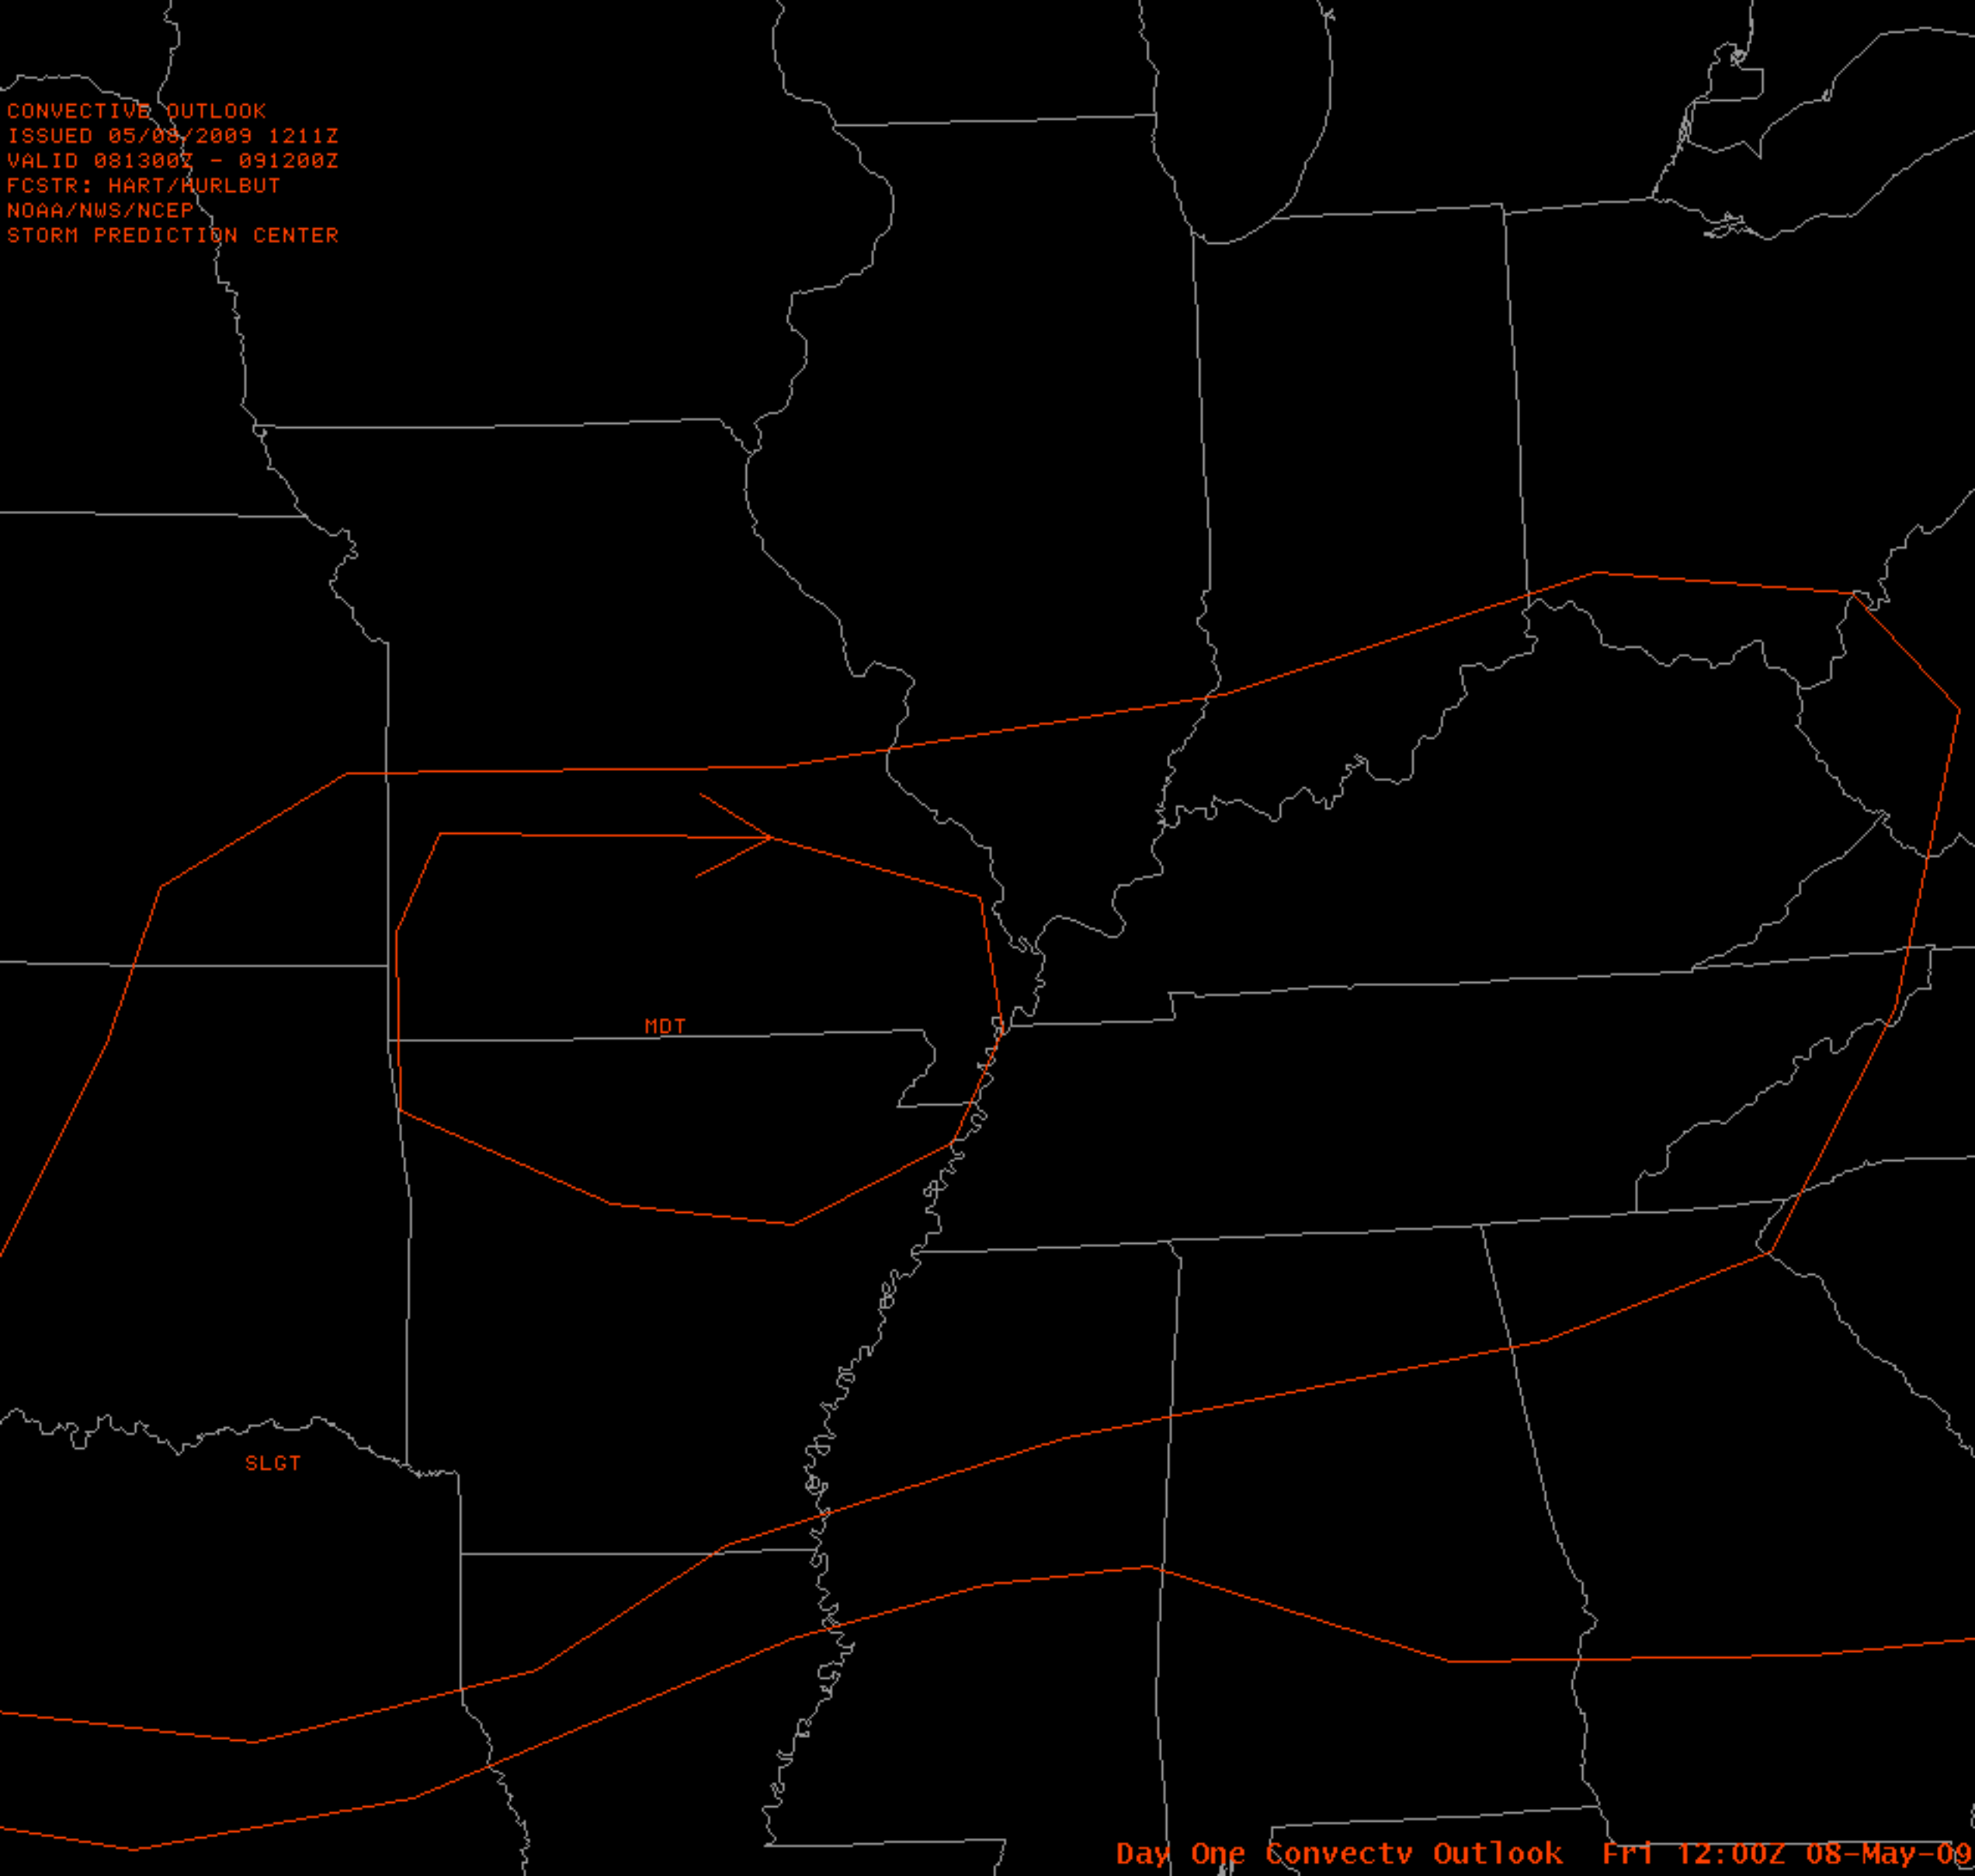 CONVECTIVE OUTLOOK
ISSUED 05/08/2009 1211Z
VALID 081300Z - 091200Z
FCSTR: HART/HURLBUT
NOAA/NWS/NCEP
STORM PREDICTION CENTER
MDT
SLGT
Day One Convectv Outlook  Fri 12:00Z 08-May-09